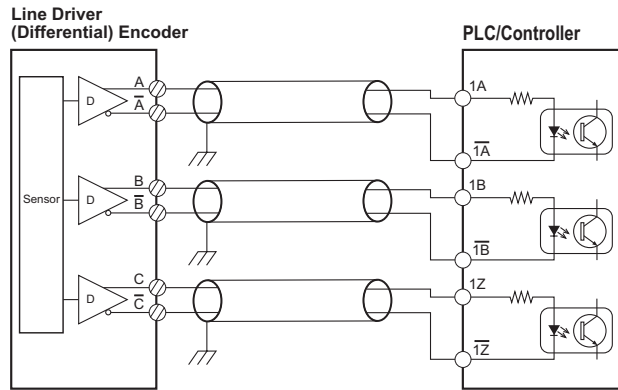 Line Driver
(Differential) Encoder
PLC/Controller
Sensor
D
A
A̅
1A
1A̅
D
B
B̅
1B
1B̅
D
C
C̅
1Z
1Z̅